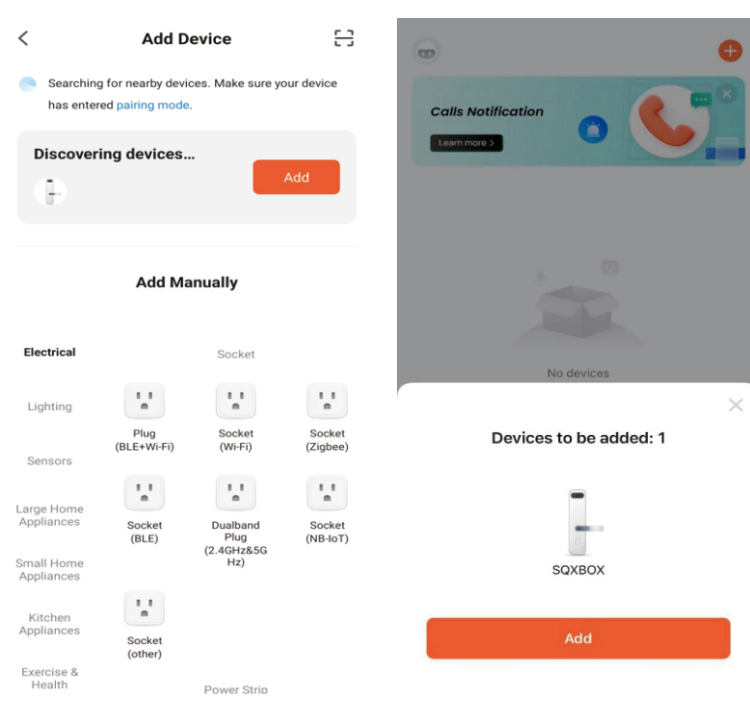 Add Device
Searching for nearby devices. Make sure your device
has entered pairing mode.
Discovering devices...
Add
Add Manually
Electrical
Lighting
Sensors
Large Home
Appliances
Small Home
Appliances
Kitchen
Appliances
Exercise &
Health
Socket
Plug
(BLE+Wi-Fi)
Socket
(Wi-Fi)
Socket
(Zigbee)
Socket
(BLE)
Dualband
Plug
(2.4GHz&5G
Hz)
Socket
(NB-IoT)
Socket
(other)
Power Strip
Calls Notification
Learn more >
No devices
Devices to be added: 1
SQXBOX
Add